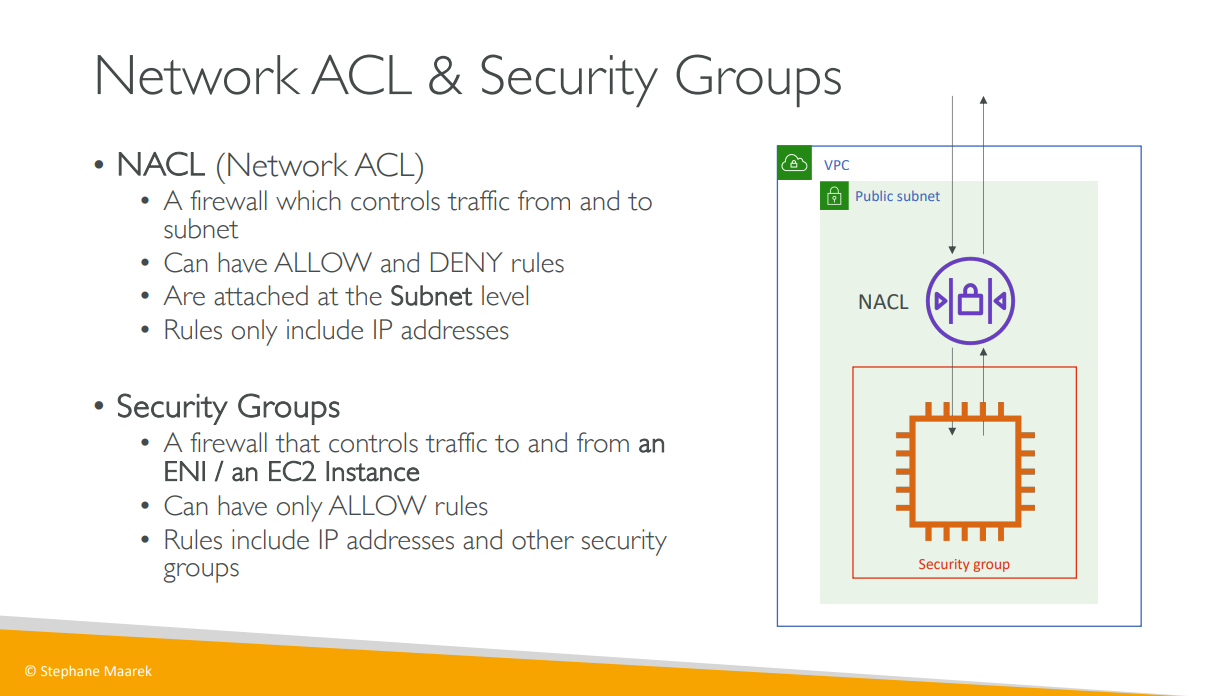 Network ACL & Security Groups
• NACL (Network ACL)
• A firewall which controls traffic from and to
subnet
• Can have ALLOW and DENY rules
• Are attached at the Subnet level
• Rules only include IP addresses
• Security Groups
• A firewall that controls traffic to and from an
ENI / an EC2 Instance
• Can have only ALLOW rules
• Rules include IP addresses and other security
groups
VPC
Public subnet
NACL
Security group
© Stephane Maarek